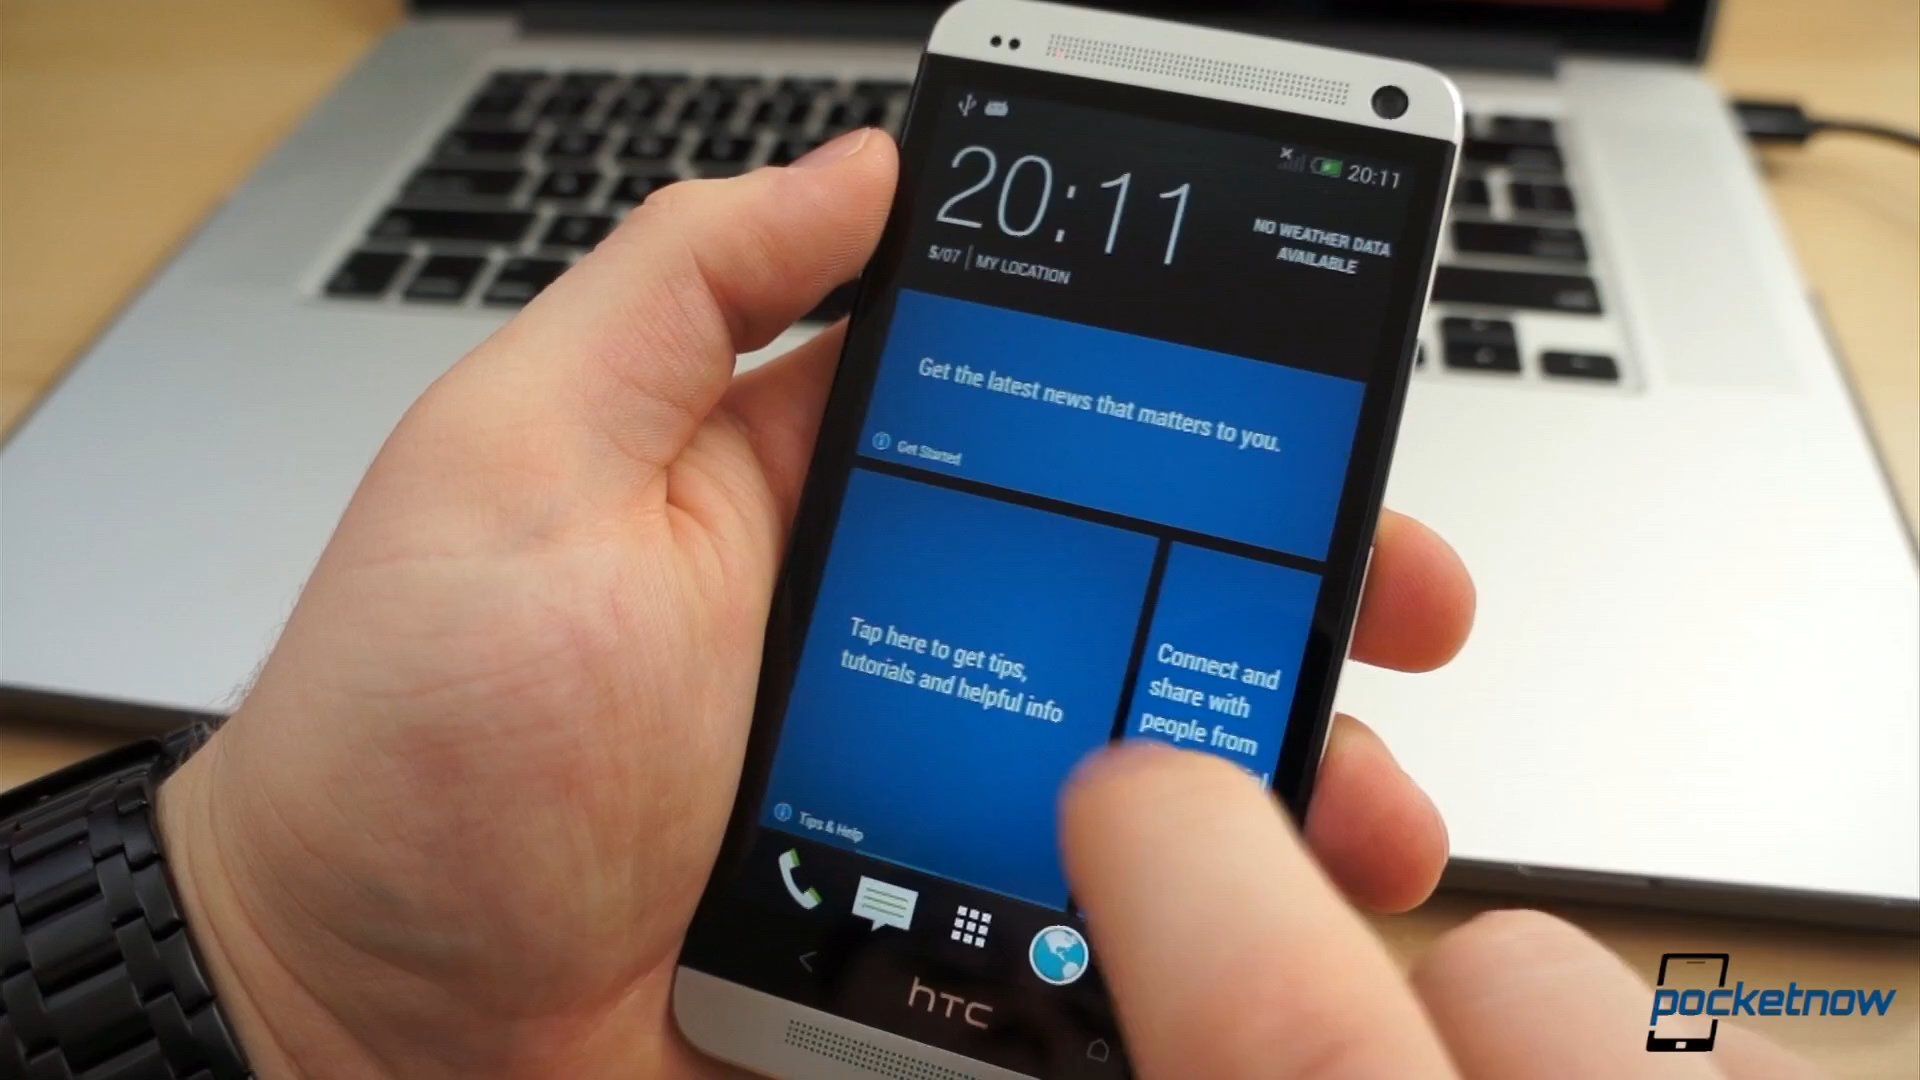 20:11
20:11
5/07 | MY LOCATION
NO WEATHER DATA
AVAILABLE
Get the latest news that matters to you.
Get Started
Tap here to get tips,
tutorials and helpful info
Tips & Help
Connect and
share with
people from
hTC
pocketnow